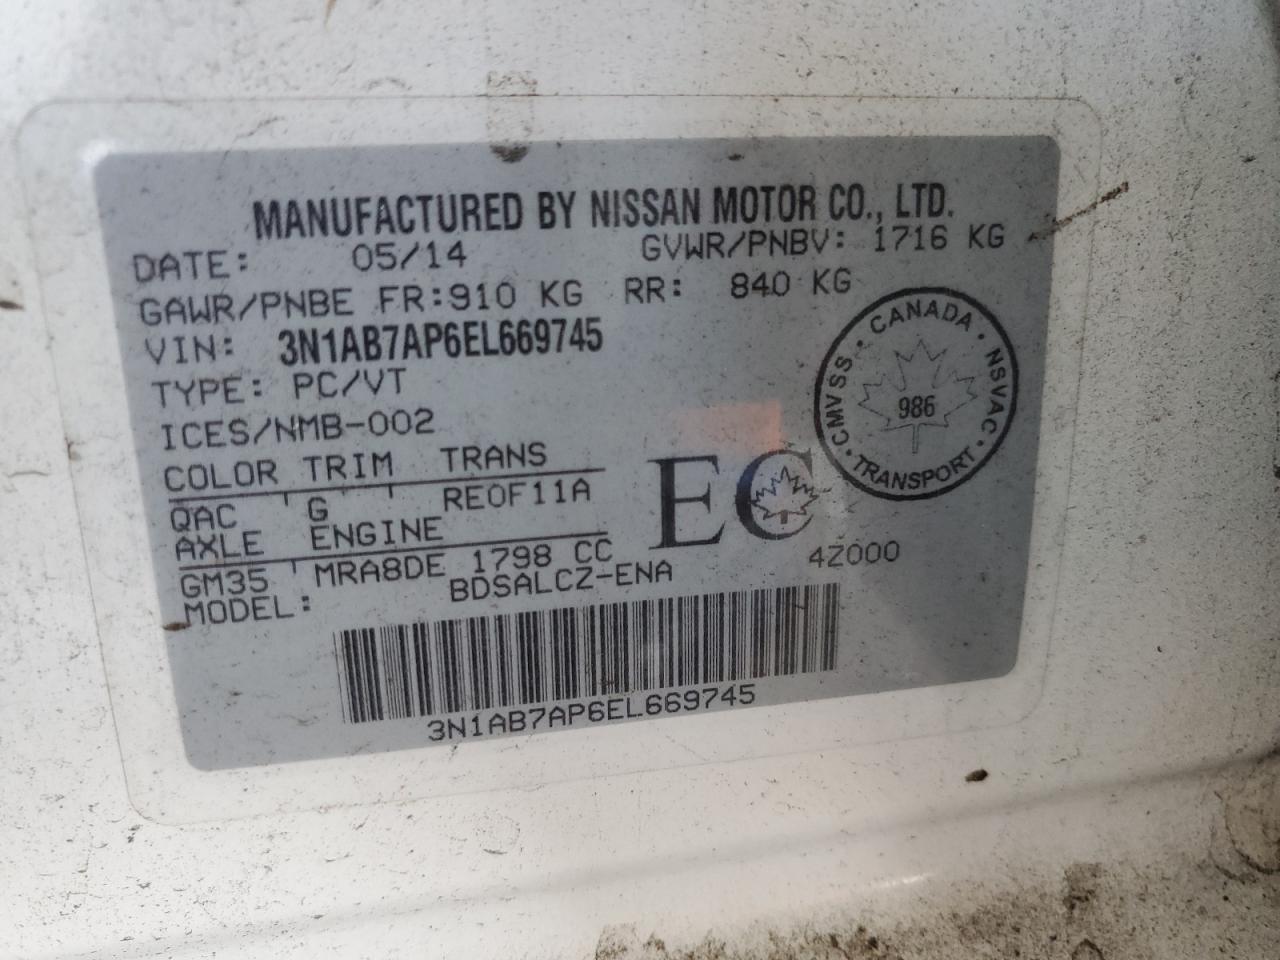 MANUFACTURED BY NISSAN MOTOR CO., LTD.
DATE: 05/14 GVWR/PNBV: 1716 KG
GAWR/PNBE FR:910 KG RR: 840 KG
VIN: 3N1AB7AP6EL669745
TYPE: PC/VT
ICES/NMB-002
COLOR TRIM TRANS
QAC G RE0F11A
AXLE ENGINE
GM35 MRA8DE 1798 CC
MODEL: BDSALCZ-ENA
EC
4Z000
CANADA · NSVAC · TRANSPORT · CMVSS ·
986
3N1AB7AP6EL669745